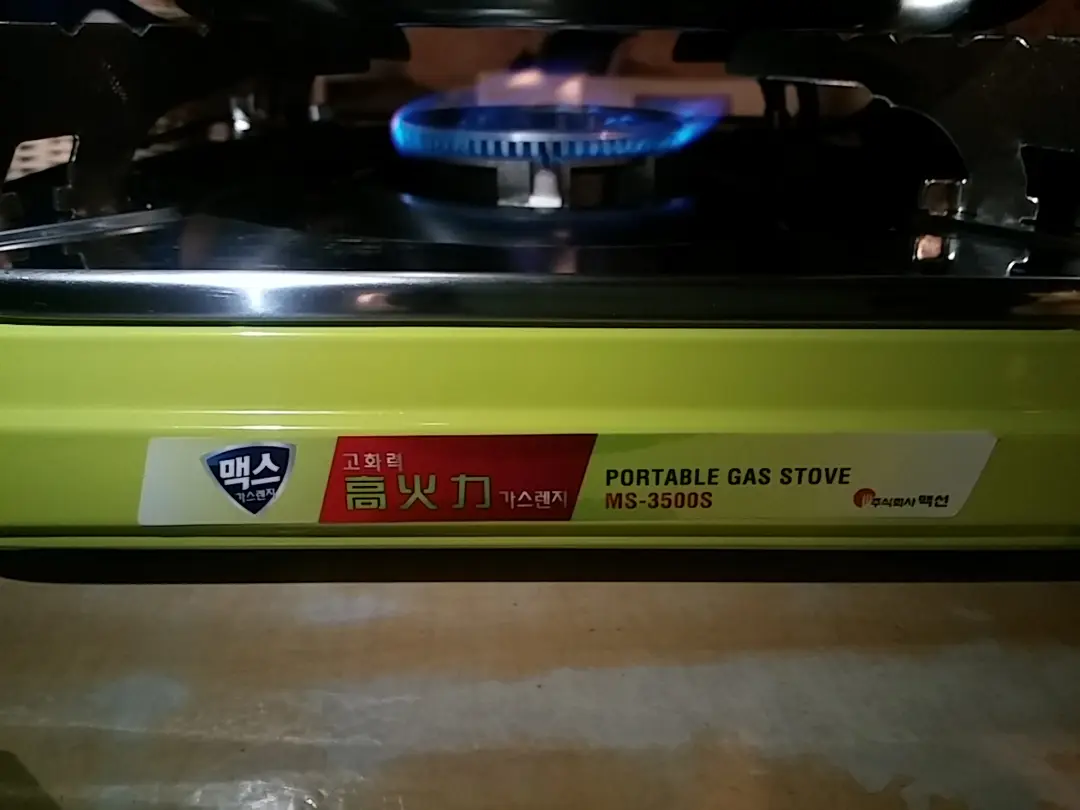 맥스
가스렌지
고화력
高火力 가스렌지
PORTABLE GAS STOVE
MS-3500S
주식회사 맥선